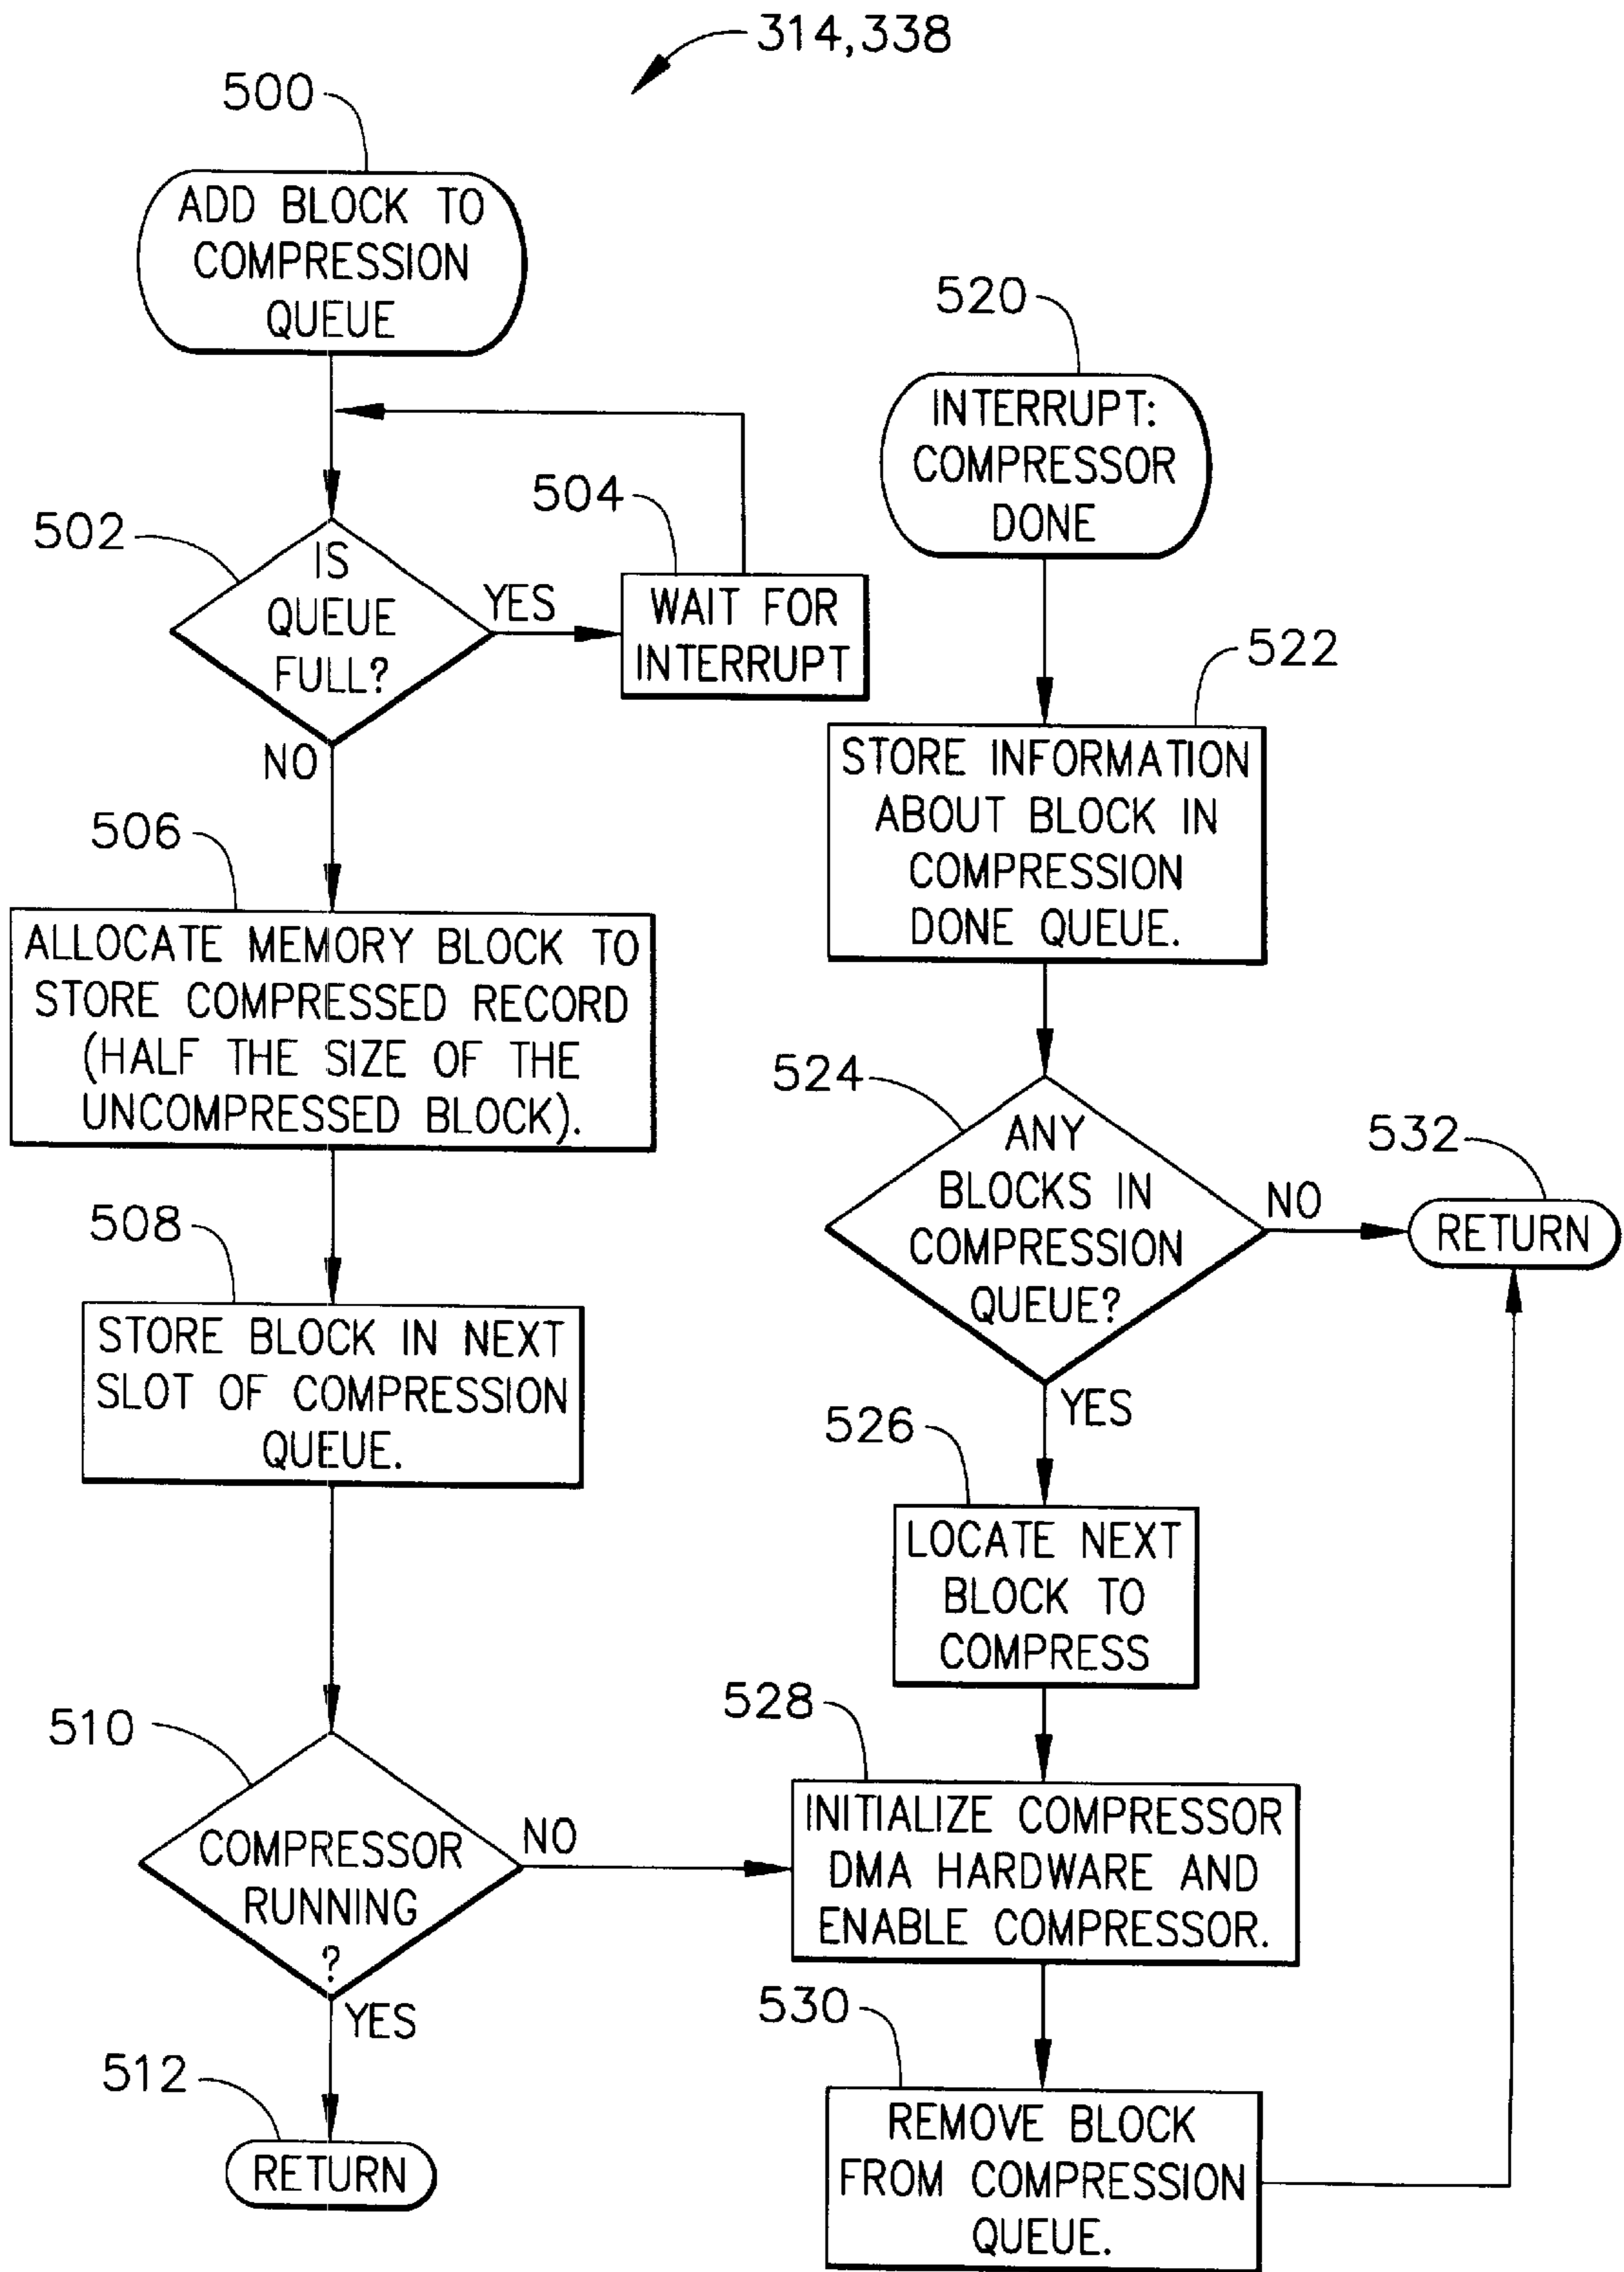 314,338
500
ADD BLOCK TO
COMPRESSION
QUEUE
502
IS
QUEUE
FULL?
YES
504
WAIT FOR
INTERRUPT
NO
506
ALLOCATE MEMORY BLOCK TO
STORE COMPRESSED RECORD
(HALF THE SIZE OF THE
UNCOMPRESSED BLOCK).
508
STORE BLOCK IN NEXT
SLOT OF COMPRESSION
QUEUE.
510
COMPRESSOR
RUNNING
?
NO
YES
512
RETURN
520
INTERRUPT:
COMPRESSOR
DONE
522
STORE INFORMATION
ABOUT BLOCK IN
COMPRESSION
DONE QUEUE.
524
ANY
BLOCKS IN
COMPRESSION
QUEUE?
NO
532
RETURN
YES
526
LOCATE NEXT
BLOCK TO
COMPRESS
528
INITIALIZE COMPRESSOR
DMA HARDWARE AND
ENABLE COMPRESSOR.
530
REMOVE BLOCK
FROM COMPRESSION
QUEUE.